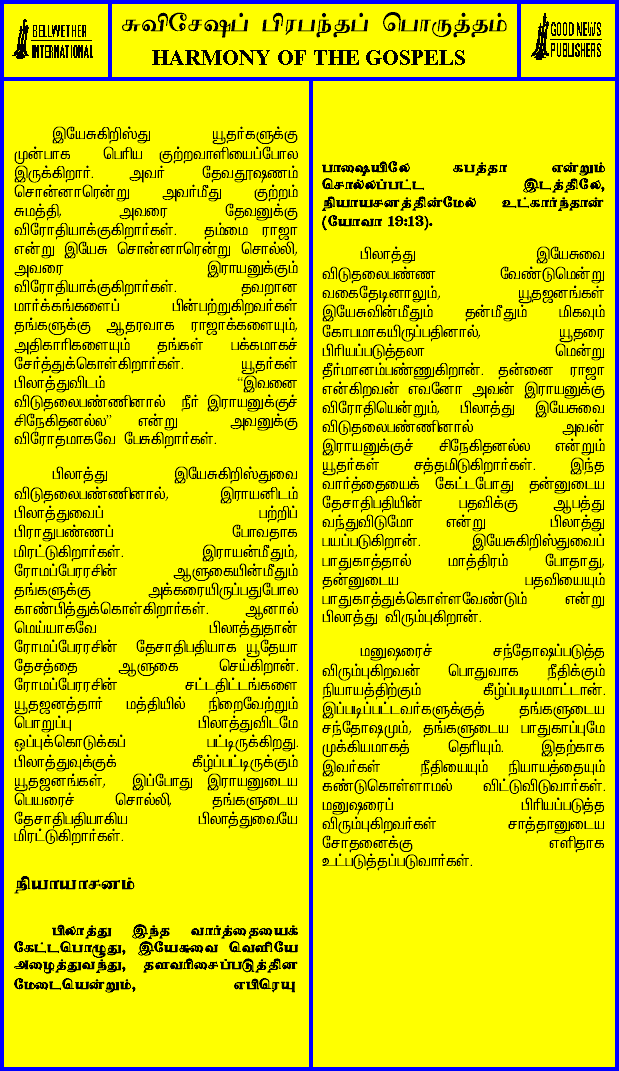 BELLWETHER
INTERNATIONAL
சுவிசேஷப் பிரபந்தப் பொருத்தம்
HARMONY OF THE GOSPELS
GOOD NEWS
PUBLISHERS
இயேசுகிறிஸ்து யூதர்களுக்கு
முன்பாக பெரிய குற்றவாளியைப்போல
இருக்கிறார். அவர் தேவதூஷணம்
சொன்னாரென்று அவர்மீது குற்றம்
சுமத்தி, அவரை தேவனுக்கு
விரோதியாக்குகிறார்கள். தம்மை ராஜா
என்று இயேசு சொன்னாரென்று சொல்லி,
அவரை இராயனுக்கும்
விரோதியாக்குகிறார்கள். தவறான
மார்க்கங்களைப் பின்பற்றுகிறவர்கள்
தங்களுக்கு ஆதரவாக ராஜாக்களையும்,
அதிகாரிகளையும் தங்கள் பக்கமாகச்
சேர்த்துக்கொள்கிறார்கள். யூதர்கள்
பிலாத்துவிடம் “இவனை
விடுதலைபண்ணினால் நீர் இராயனுக்குச்
சிநேகிதனல்ல” என்று அவனுக்கு
விரோதமாகவே பேசுகிறார்கள்.
பிலாத்து இயேசுகிறிஸ்துவை
விடுதலைபண்ணினால், இராயனிடம்
பிலாத்துவைப் பற்றிப்
பிராதுபண்ணப் போவதாக
மிரட்டுகிறார்கள். இராயன்மீதும்,
ரோமப்பேரரசின் ஆளுகையின்மீதும்
தங்களுக்கு அக்கரையிருப்பதுபோல
காண்பித்துக்கொள்கிறார்கள். ஆனால்
மெய்யாகவே பிலாத்துதான்
ரோமப்பேரரசின் தேசாதிபதியாக யூதேயா
தேசத்தை ஆளுகை செய்கிறான்.
ரோமப்பேரரசின் சட்டதிட்டங்களை
யூதஜனத்தார் மத்தியில் நிறைவேற்றும்
பொறுப்பு பிலாத்துவிடமே
ஒப்புக்கொடுக்கப் பட்டிருக்கிறது.
பிலாத்துவுக்குக் கீழ்ப்பட்டிருக்கும்
யூதஜனங்கள், இப்போது இராயனுடைய
பெயரைச் சொல்லி, தங்களுடைய
தேசாதிபதியாகிய பிலாத்துவையே
மிரட்டுகிறார்கள்.
நியாயாசனம்
பிலாத்து இந்த வார்த்தையைக்
கேட்டபொழுது, இயேசுவை வெளியே
அழைத்துவந்து, தளவரிசைப்படுத்தின
மேடையென்றும், எபிரெயு
பாஷையிலே கபத்தா என்றும்
சொல்லப்பட்ட இடத்திலே,
நியாயசனத்தின்மேல் உட்கார்ந்தான்
(யோவா 19:13).
பிலாத்து இயேசுவை
விடுதலைபண்ண வேண்டுமென்று
வகைதேடினாலும், யூதஜனங்கள்
இயேசுவின்மீதும் தன்மீதும் மிகவும்
கோபமாகயிருப்பதினால், யூதரை
பிரியப்படுத்தலா மென்று
தீர்மானம்பண்ணுகிறான். தன்னை ராஜா
என்கிறவன் எவனோ அவன் இராயனுக்கு
விரோதியென்றும், பிலாத்து இயேசுவை
விடுதலைபண்ணினால் அவன்
இராயனுக்குச் சிநேகிதனல்ல என்றும்
யூதர்கள் சத்தமிடுகிறார்கள். இந்த
வார்த்தையைக் கேட்டபோது தன்னுடைய
தேசாதிபதியின் பதவிக்கு ஆபத்து
வந்துவிடுமோ என்று பிலாத்து
பயப்படுகிறான். இயேசுகிறிஸ்துவைப்
பாதுகாத்தால் மாத்திரம் போதாது,
தன்னுடைய பதவியையும்
பாதுகாத்துக்கொள்ளவேண்டும் என்று
பிலாத்து விரும்புகிறான்.
மனுஷரைச் சந்தோஷப்படுத்த
விரும்புகிறவன் பொதுவாக நீதிக்கும்
நியாயத்திற்கும் கீழ்ப்படியமாட்டான்.
இப்படிப்பட்டவர்களுக்குத் தங்களுடைய
சந்தோஷமும், தங்களுடைய பாதுகாப்புமே
முக்கியமாகத் தெரியும். இதற்காக
இவர்கள் நீதியையும் நியாயத்தையும்
கண்டுகொள்ளாமல் விட்டுவிடுவார்கள்.
மனுஷரைப் பிரியப்படுத்த
விரும்புகிறவர்கள் சாத்தானுடைய
சோதனைக்கு எளிதாக
உட்படுத்தப்படுவார்கள்.